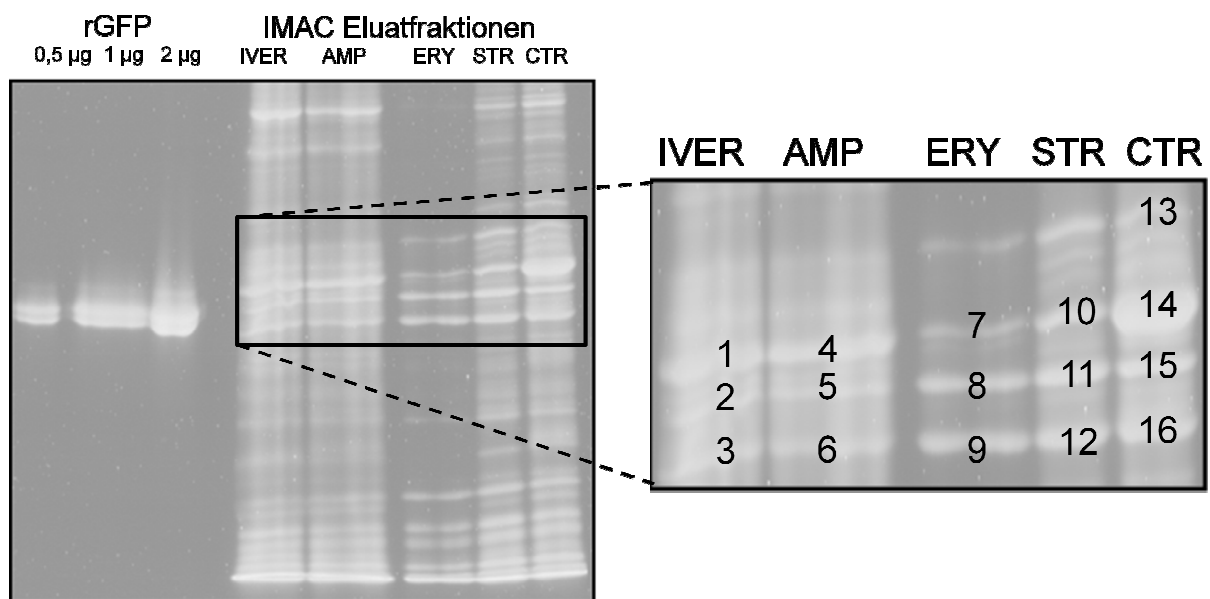 rGFP IMAC Eluatfraktionen
0,5 µg 1 µg 2 µg IVER AMP ERY STR CTR
IVER AMP ERY STR CTR
13
14
10
7
1 4
15
11
5 8
2
16
12
3 6 9